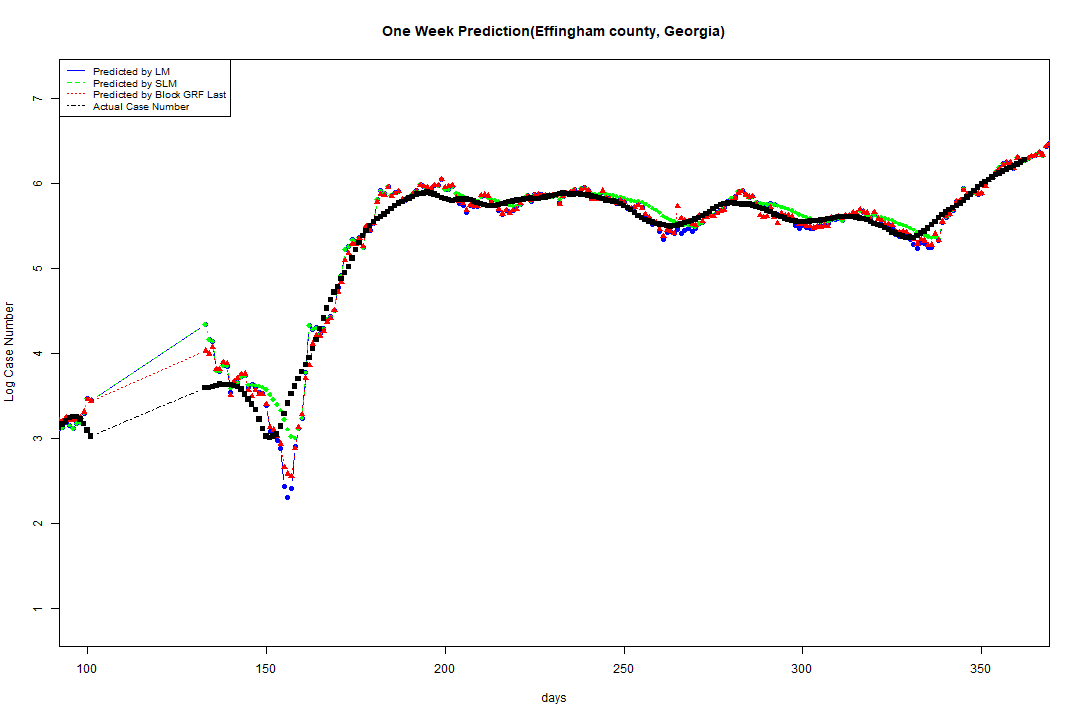 One Week Prediction(Effingham county, Georgia)
Predicted by LM
Predicted by SLM
Predicted by Block GRF Last
Actual Case Number
7
6
5
4
3
2
1
Log Case Number
100 150 200 250 300 350
days